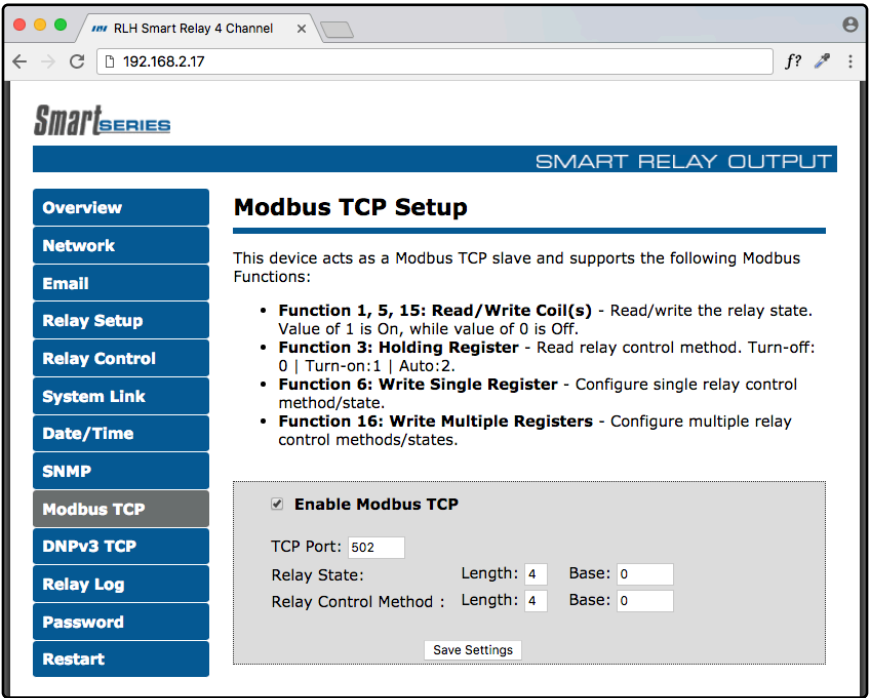 RLH Smart Relay 4 Channel
192.168.2.17
f?
Smart SERIES
SMART RELAY OUTPUT
Overview
Network
Email
Relay Setup
Relay Control
System Link
Date/Time
SNMP
Modbus TCP
DNPv3 TCP
Relay Log
Password
Restart
Modbus TCP Setup
This device acts as a Modbus TCP slave and supports the following Modbus
Functions:
• Function 1, 5, 15: Read/Write Coil(s) - Read/write the relay state.
Value of 1 is On, while value of 0 is Off.
• Function 3: Holding Register - Read relay control method. Turn-off:
0 | Turn-on:1 | Auto:2.
• Function 6: Write Single Register - Configure single relay control
method/state.
• Function 16: Write Multiple Registers - Configure multiple relay
control methods/states.
Enable Modbus TCP
TCP Port: 502
Relay State: Length: 4 Base: 0
Relay Control Method : Length: 4 Base: 0
Save Settings